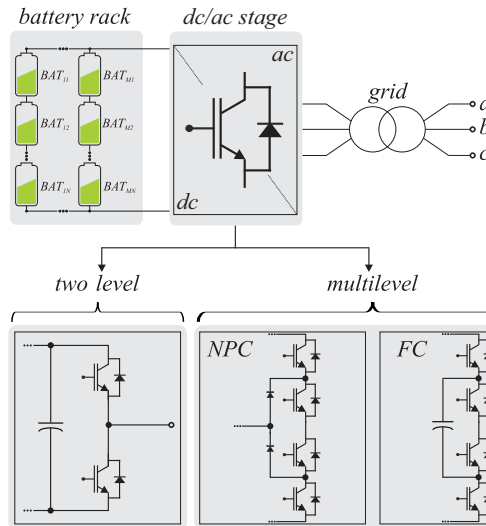 battery rack
dc/ac stage
BAT11
BATM1
BAT12
BATM2
BAT1N
BATMN
ac
dc
grid
a
b
c
two level
multilevel
NPC
FC